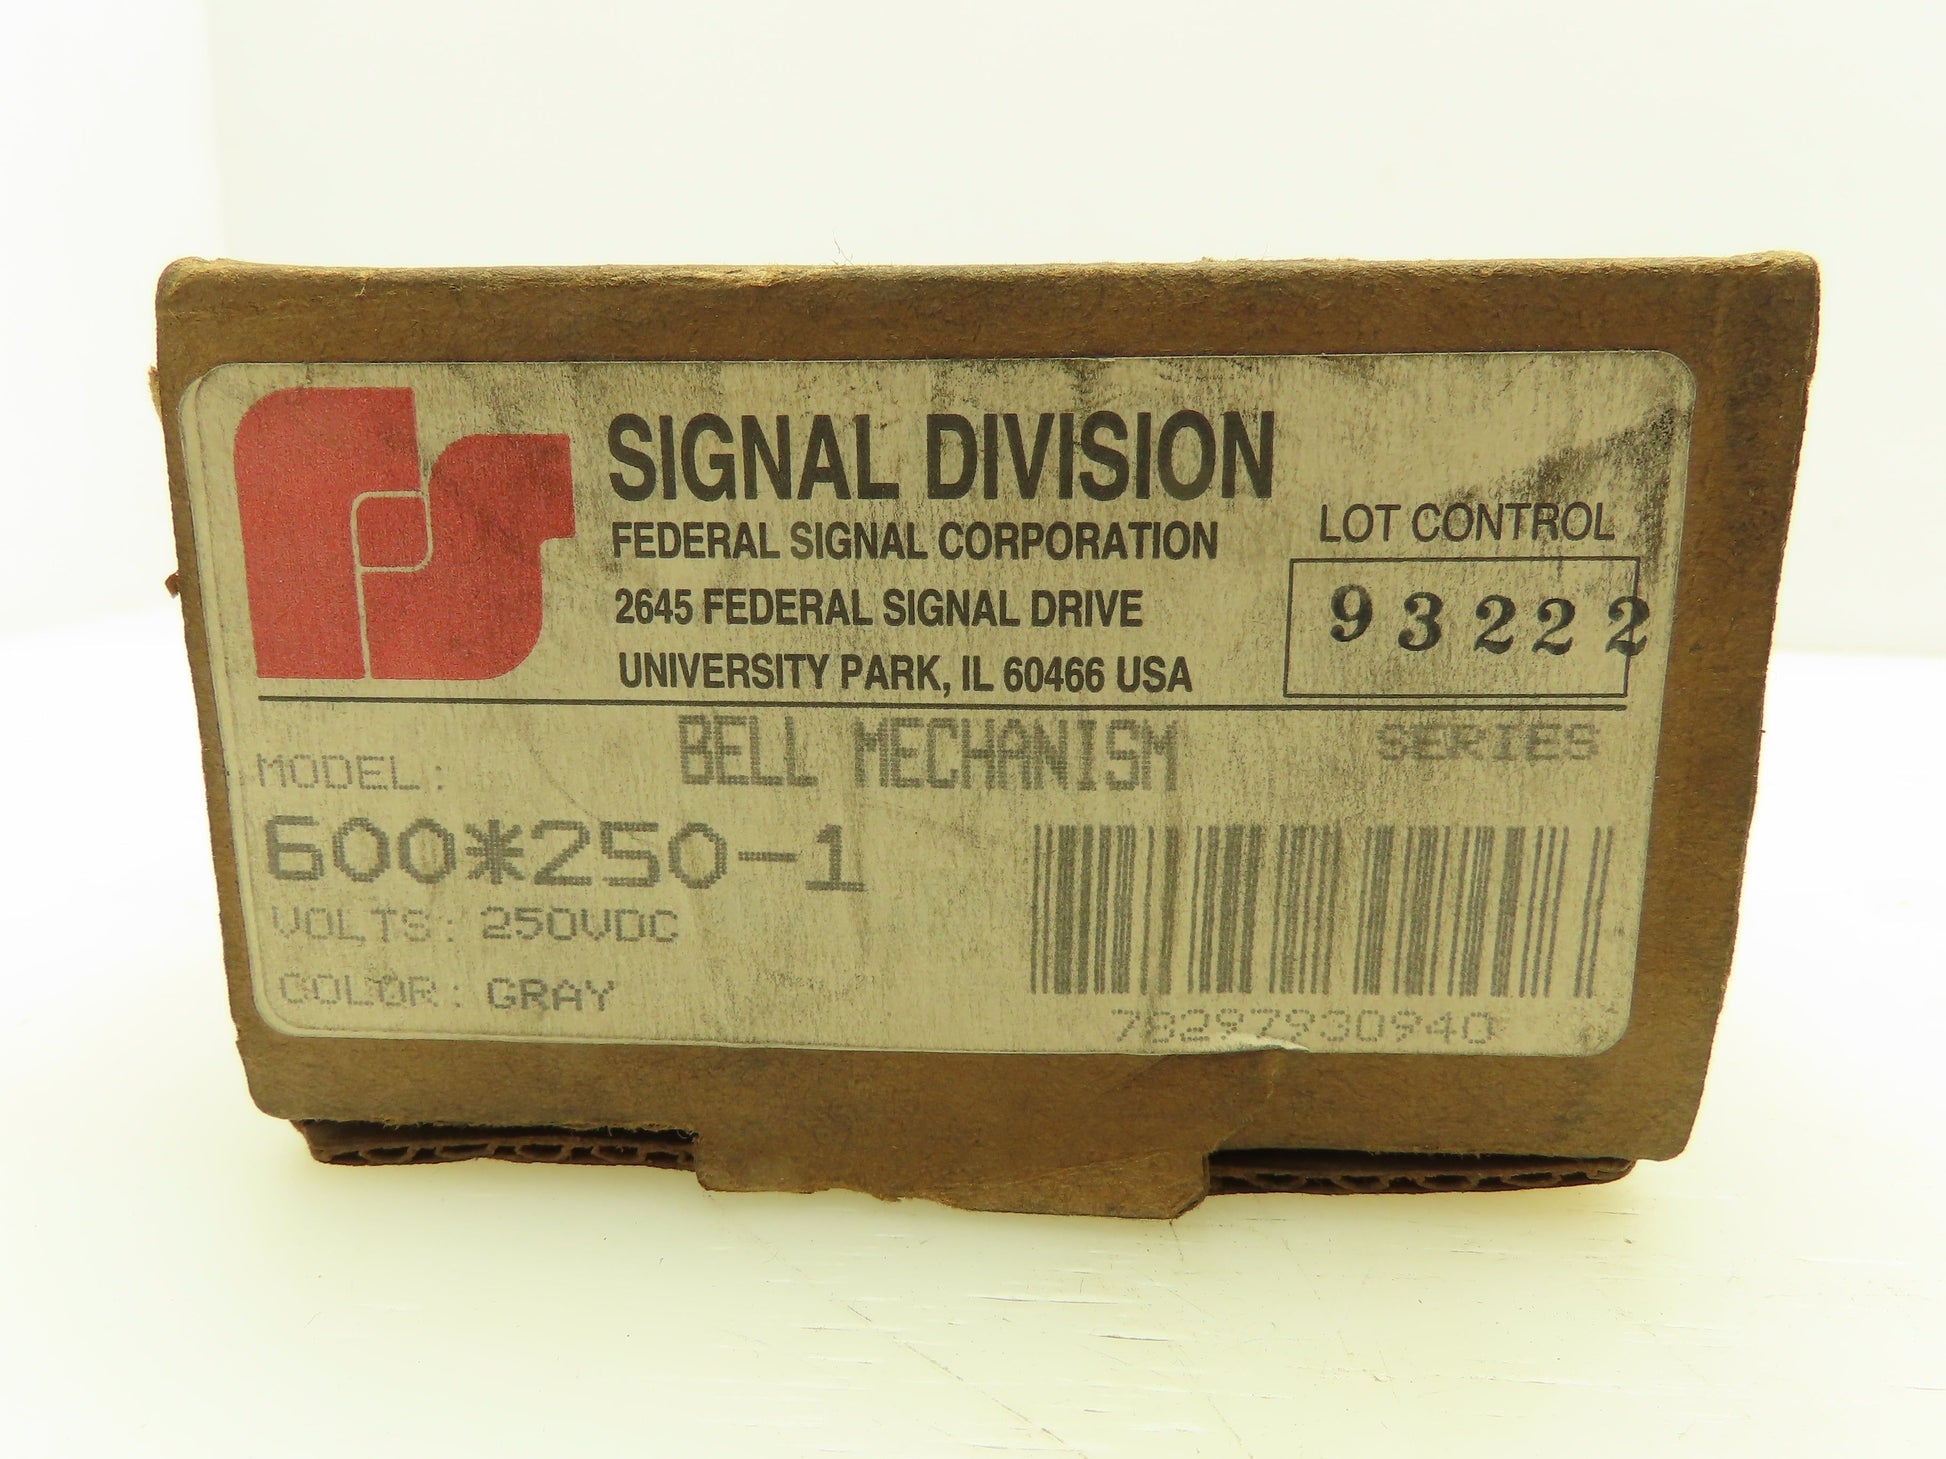 SIGNAL DIVISION
FEDERAL SIGNAL CORPORATION
2645 FEDERAL SIGNAL DRIVE
UNIVERSITY PARK, IL 60466 USA
LOT CONTROL
93222
MODEL: BELL MECHANISM SERIES
600*250-1
VOLTS: 250VDC
COLOR: GRAY
78297930940